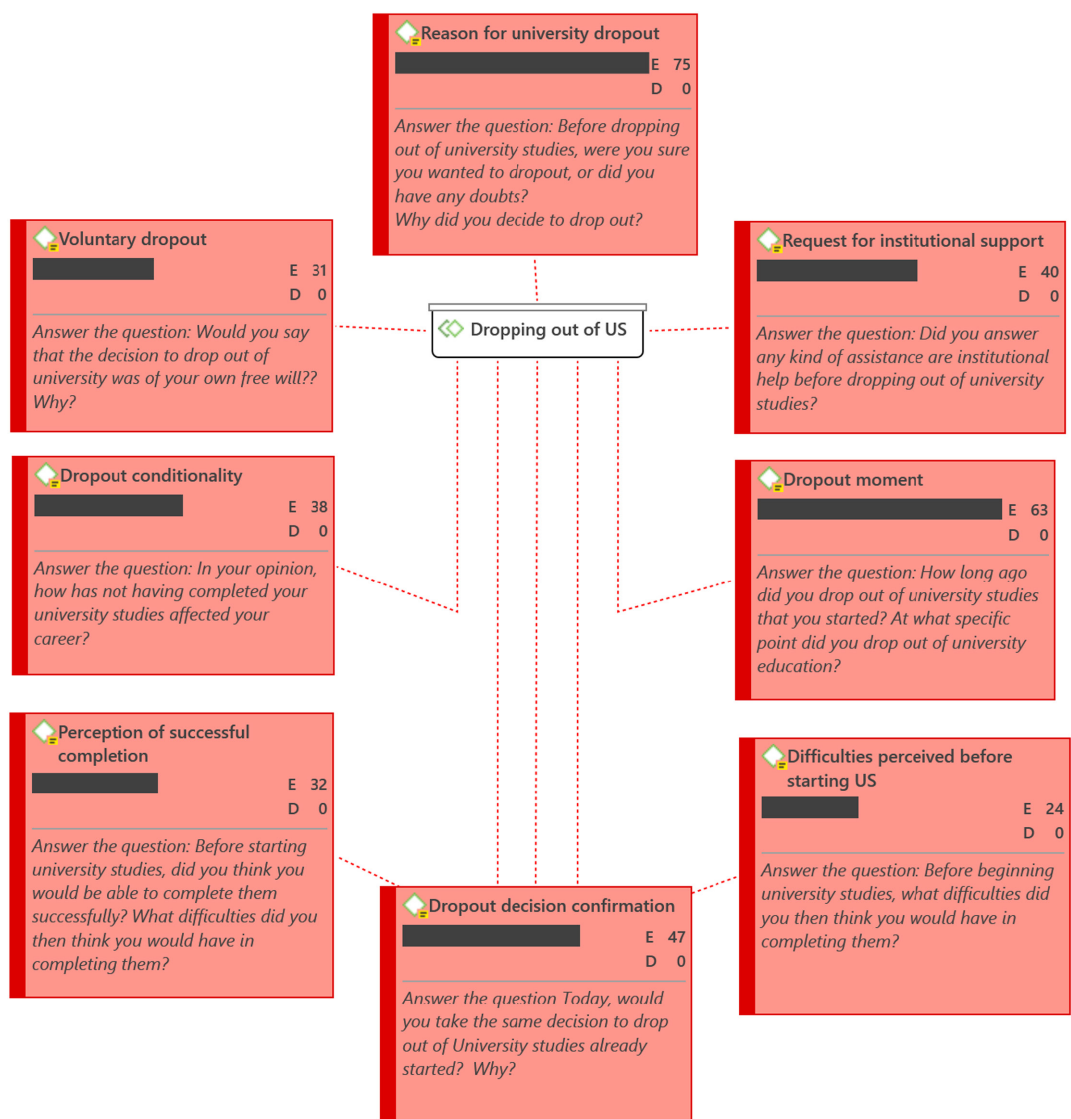 Reason for university dropout
E 75
D 0
Answer the question: Before dropping
out of university studies, were you sure
you wanted to dropout, or did you
have any doubts?
Why did you decide to drop out?
Voluntary dropout
E 31
D 0
Answer the question: Would you say
that the decision to drop out of
university was of your own free will??
Why?
Dropping out of US
Request for institutional support
E 40
D 0
Answer the question: Did you answer
any kind of assistance are institutional
help before dropping out of university
studies?
Dropout conditionality
E 38
D 0
Answer the question: In your opinion,
how has not having completed your
university studies affected your
career?
Dropout moment
E 63
D 0
Answer the question: How long ago
did you drop out of university studies
that you started? At what specific
point did you drop out of university
education?
Perception of successful
completion
E 32
D 0
Answer the question: Before starting
university studies, did you think you
would be able to complete them
successfully? What difficulties did you
then think you would have in
completing them?
Difficulties perceived before
starting US
E 24
D 0
Answer the question: Before beginning
university studies, what difficulties did
you then think you would have in
completing them?
Dropout decision confirmation
E 47
D 0
Answer the question Today, would
you take the same decision to drop
out of University studies already
started? Why?